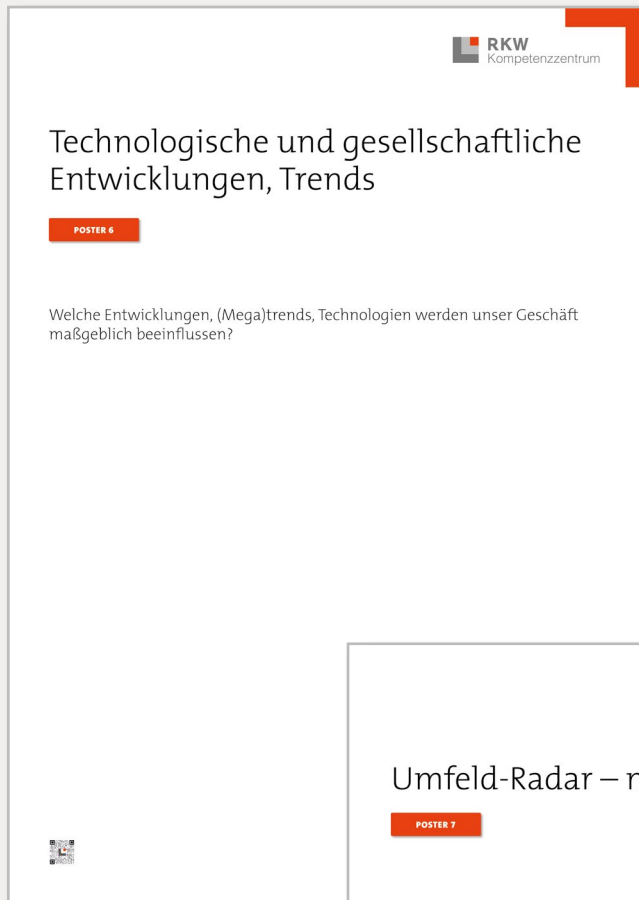 RKW
Kompetenzzentrum
Technologische und gesellschaftliche
Entwicklungen, Trends
POSTER 6
Welche Entwicklungen, (Mega)trends, Technologien werden unser Geschäft
maßgeblich beeinflussen?
Umfeld-Radar –
POSTER 7